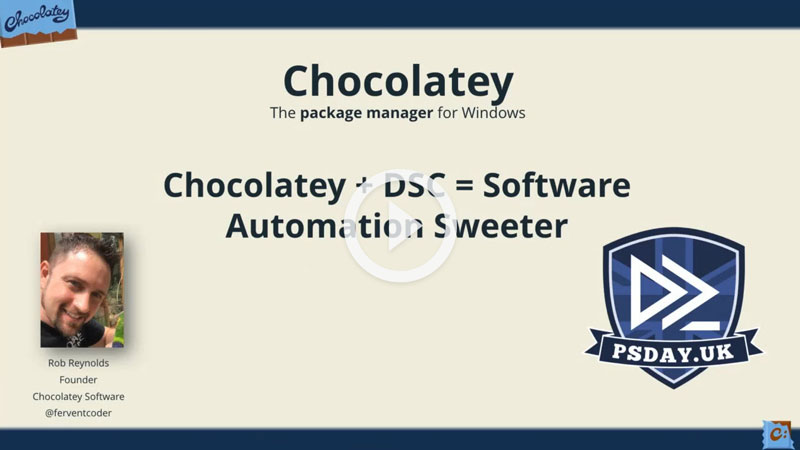 Chocolatey
Chocolatey
The package manager for Windows
Chocolatey + DSC = Software
Automation Sweeter
Rob Reynolds
Founder
Chocolatey Software
@ferventcoder
PSDAY.UK
C: